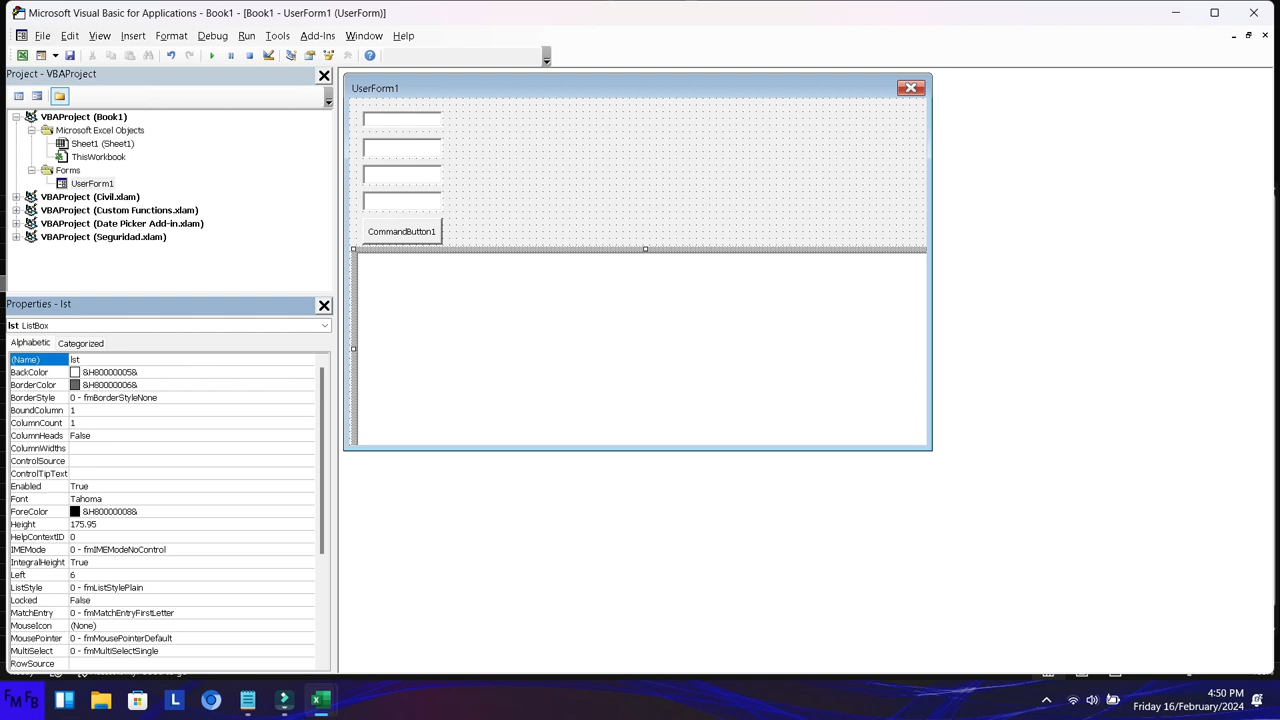 Microsoft Visual Basic for Applications - Book1 - [Book1 - UserForm1 (UserForm)]
File Edit View Insert Format Debug Run Tools Add-Ins Window Help
Project - VBAProject
VBAProject (Book1)
Microsoft Excel Objects
Sheet1 (Sheet1)
ThisWorkbook
Forms
UserForm1
VBAProject (Civil.xlam)
VBAProject (Custom Functions.xlam)
VBAProject (Date Picker Add-in.xlam)
VBAProject (Seguridad.xlam)
Properties - lst
lst ListBox
Alphabetic Categorized
(Name) lst
BackColor &H80000005&
BorderColor &H80000006&
BorderStyle 0 - fmBorderStyleNone
BoundColumn 1
ColumnCount 1
ColumnHeads False
ColumnWidths
ControlSource
ControlTipText
Enabled True
Font Tahoma
ForeColor &H80000008&
Height 175.95
HelpContextID 0
IMEMode 0 - fmIMEModeNoControl
IntegralHeight True
Left 6
ListStyle 0 - fmListStylePlain
Locked False
MatchEntry 0 - fmMatchEntryFirstLetter
MouseIcon (None)
MousePointer 0 - fmMousePointerDefault
MultiSelect 0 - fmMultiSelectSingle
RowSource
UserForm1
CommandButton1
FM FB
L
4:50 PM
Friday 16/February/2024